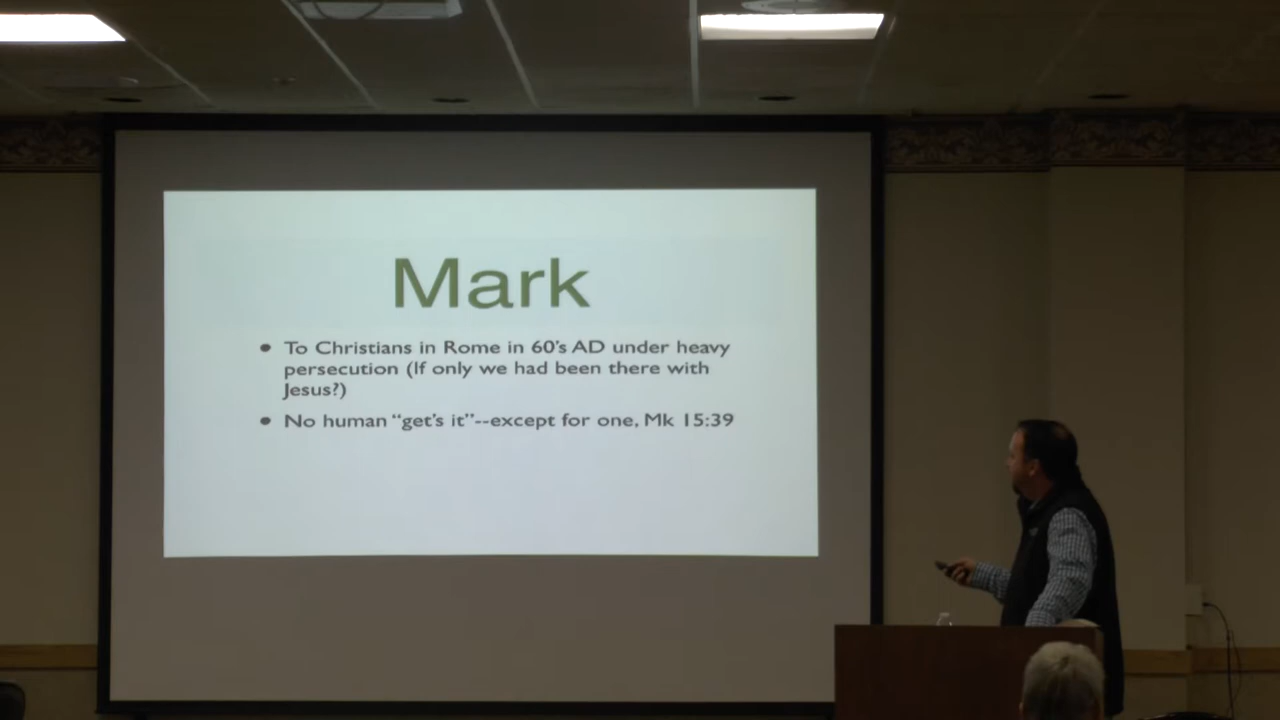 Mark
• To Christians in Rome in 60's AD under heavy
persecution (If only we had been there with
Jesus?)
• No human “get's it”--except for one, Mk 15:39